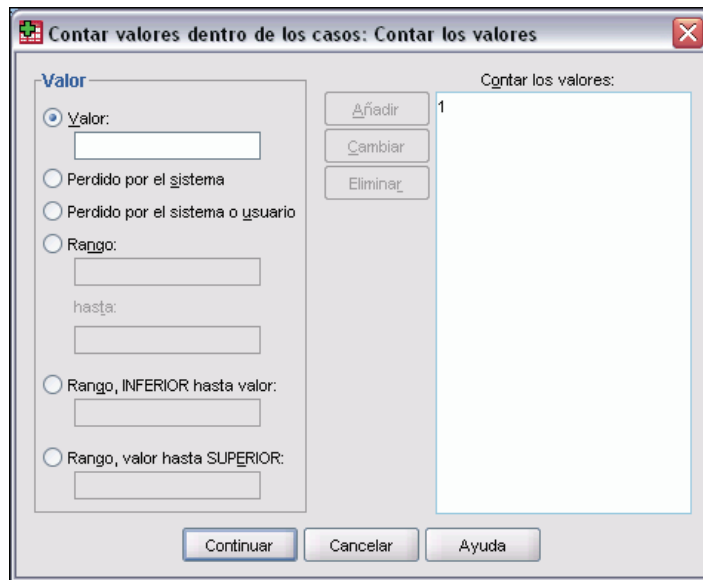 Contar valores dentro de los casos: Contar los valores
Valor
Valor:
Perdido por el sistema
Perdido por el sistema o usuario
Rango:
hasta:
Rango, INFERIOR hasta valor:
Rango, valor hasta SUPERIOR:
Añadir
Cambiar
Eliminar
Contar los valores:
1
Continuar
Cancelar
Ayuda